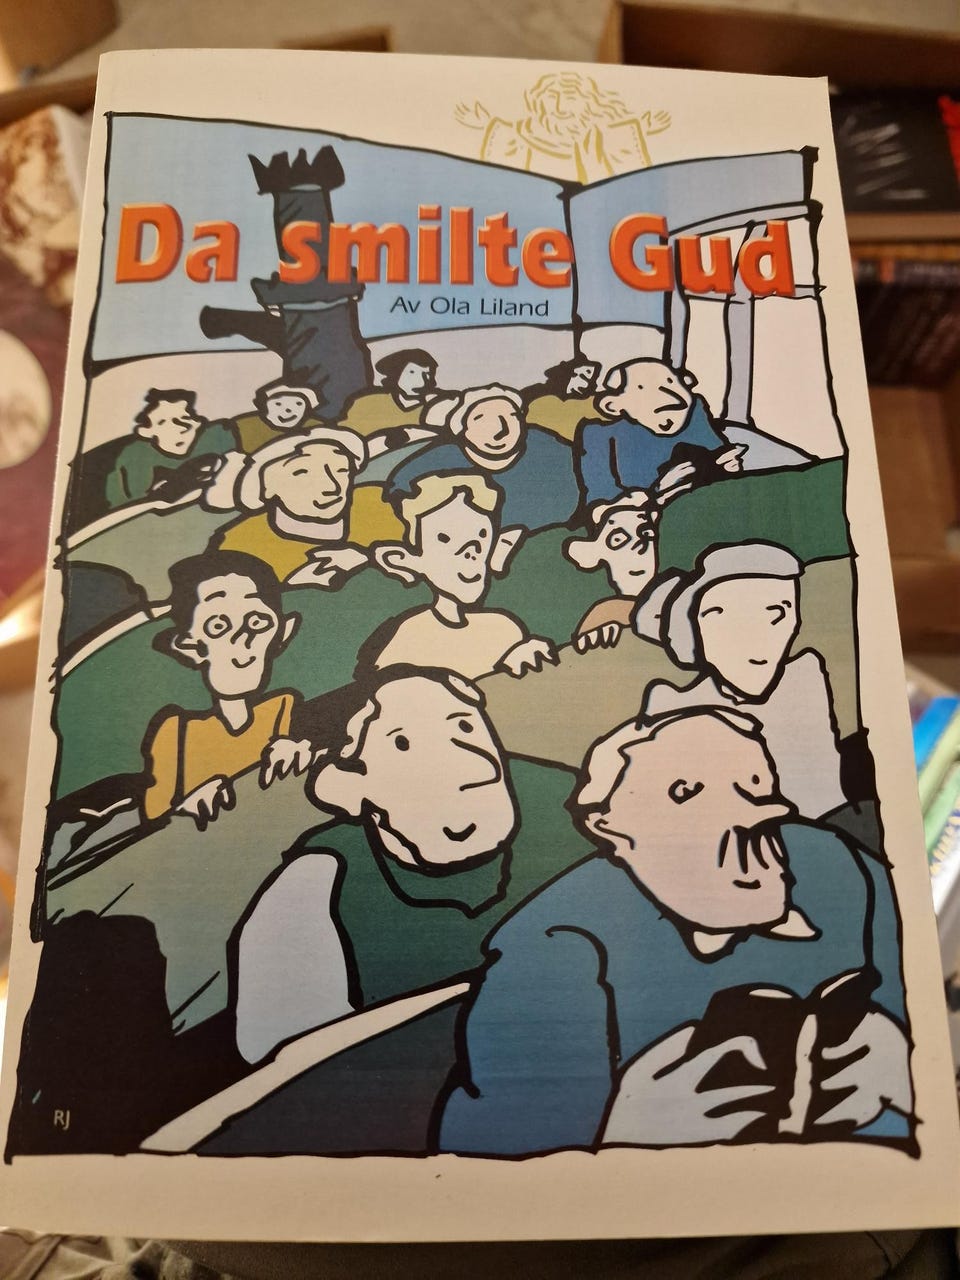 Da smilte Gud
Av Ola Liland
RJ